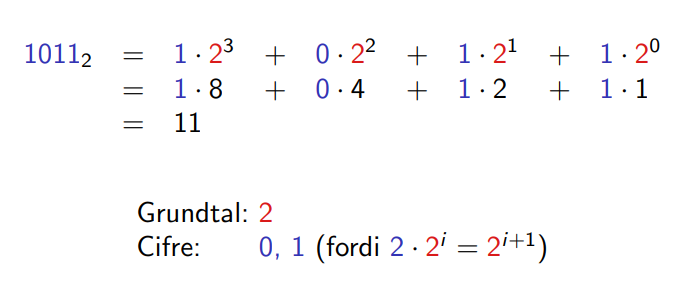 1011₂ = 1 · 2³ + 0 · 2² + 1 · 2¹ + 1 · 2⁰
= 1 · 8 + 0 · 4 + 1 · 2 + 1 · 1
= 11
Grundtal: 2
Cifre: 0, 1 (fordi 2 · 2ⁱ = 2ⁱ⁺¹)